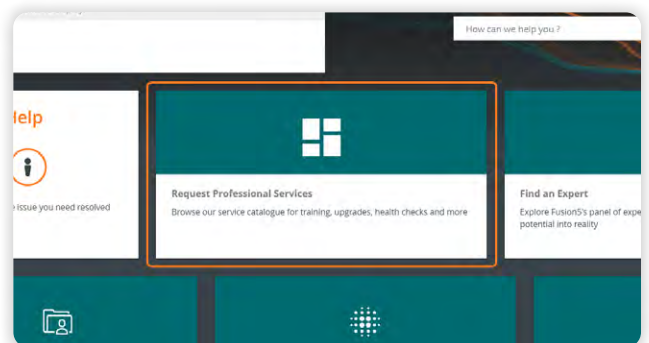 How can we help you ?
Help
issue you need resolved
Request Professional Services
Browse our service catalogue for training, upgrades, health checks and more
Find an Expert
Explore Fusion5's panel of expe
potential into reality